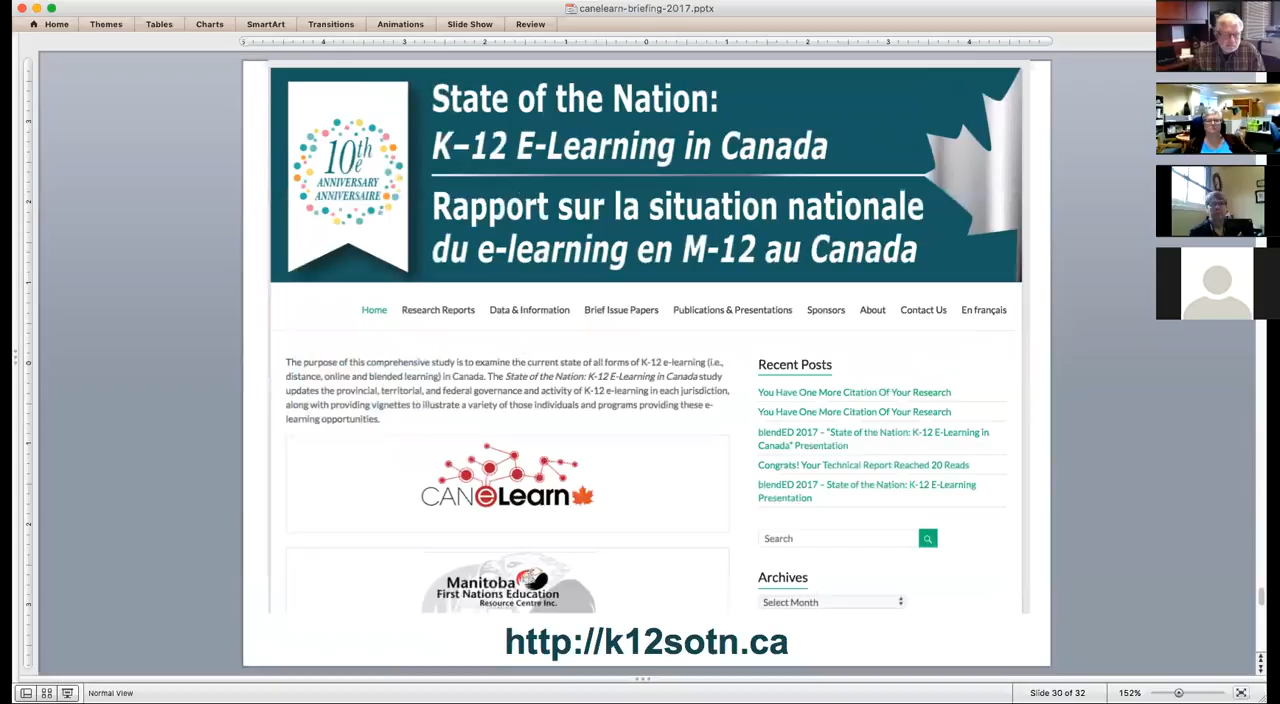 canelearn-briefing-2017.pptx
Home Themes Tables Charts SmartArt Transitions Animations Slide Show Review
State of the Nation:
K–12 E-Learning in Canada
Rapport sur la situation nationale
du e-learning en M-12 au Canada
10th
e
ANNIVERSARY
ANNIVERSAIRE
Home Research Reports Data & Information Brief Issue Papers Publications & Presentations Sponsors About Contact Us En français
The purpose of this comprehensive study is to examine the current state of all forms of K-12 e-learning (i.e.,
distance, online and blended learning) in Canada. The State of the Nation: K-12 E-Learning in Canada study
updates the provincial, territorial, and federal governance and activity of K-12 e-learning in each jurisdiction,
along with providing vignettes to illustrate a variety of those individuals and programs providing these e-
learning opportunities.
CANeLearn
Manitoba
First Nations Education
Resource Centre Inc.
Recent Posts
You Have One More Citation Of Your Research
You Have One More Citation Of Your Research
blendED 2017 – "State of the Nation: K-12 E-Learning in
Canada" Presentation
Congrats! Your Technical Report Reached 20 Reads
blendED 2017 – State of the Nation: K-12 E-Learning
Presentation
Search
Archives
Select Month
http://k12sotn.ca
Normal View Slide 30 of 32 152%